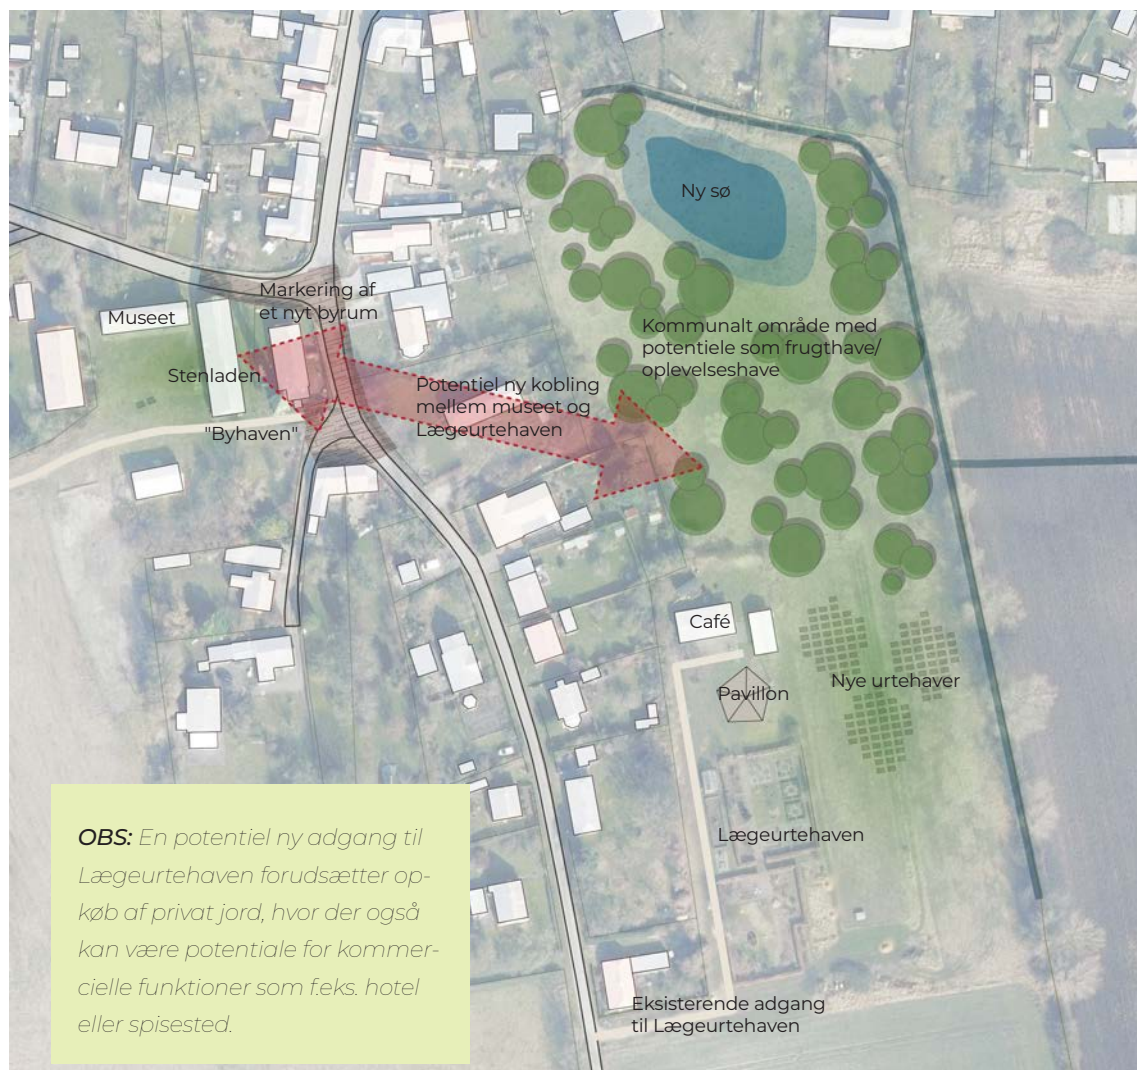 Ny sø
Markering af
et nyt byrum
Museet
Kommunalt område med
potentiele som frugthave/
oplevelseshave
Stenladen
Potentiel ny kobling
mellem museet og
Lægeurtehaven
"Byhaven"
Café
Nye urtehaver
Pavillon
Lægeurtehaven
OBS: En potentiel ny adgang til
Lægeurtehaven forudsætter op-
køb af privat jord, hvor der også
kan være potentiale for kommer-
cielle funktioner som f.eks. hotel
eller spisested.
Eksisterende adgang
til Lægeurtehaven